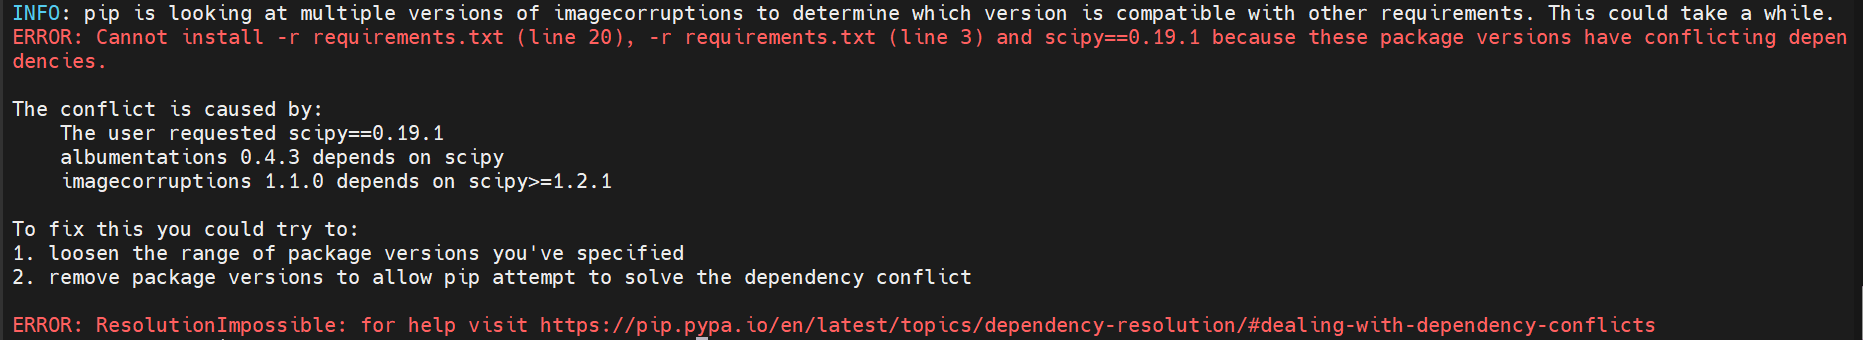 INFO: pip is looking at multiple versions of imagecorruptions to determine which version is compatible with other requirements. This could take a while.
ERROR: Cannot install -r requirements.txt (line 20), -r requirements.txt (line 3) and scipy==0.19.1 because these package versions have conflicting depen
dencies.
The conflict is caused by:
The user requested scipy==0.19.1
albumentations 0.4.3 depends on scipy
imagecorruptions 1.1.0 depends on scipy>=1.2.1
To fix this you could try to:
1. loosen the range of package versions you've specified
2. remove package versions to allow pip attempt to solve the dependency conflict
ERROR: ResolutionImpossible: for help visit https://pip.pypa.io/en/latest/topics/dependency-resolution/#dealing-with-dependency-conflicts